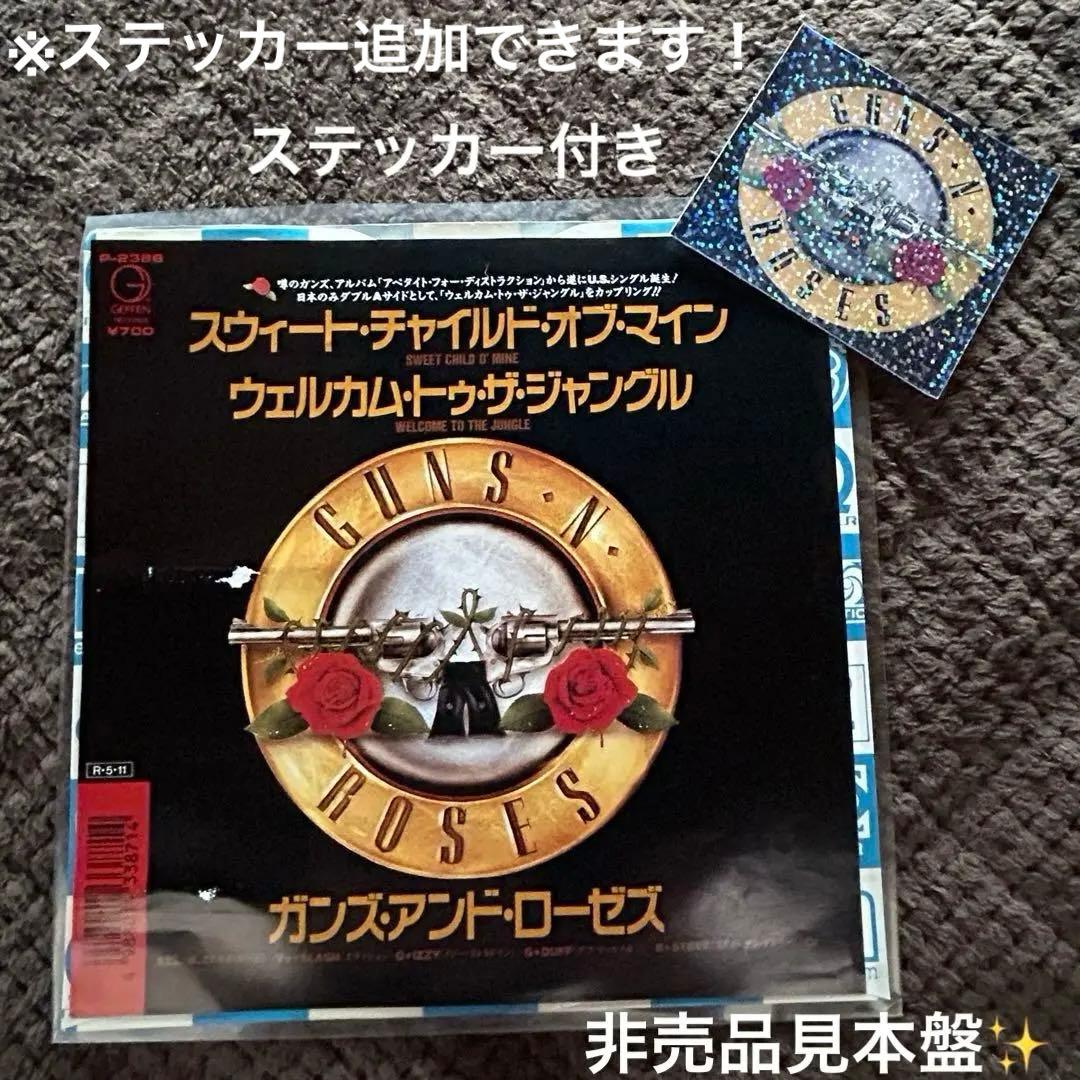 ※ステッカー追加できます！
ステッカー付き
GUNS・N・
ROSES
P-2386
G
GEFFEN
¥700
噂のガンズ、アルバム「アペタイト・フォー・ディストラクション」から遂にU.S.シングル誕生！
日本のみダブルAサイドとして、「ウェルカム・トゥ・ザ・ジャングル」をカップリング!!
スウィート・チャイルド・オブ・マイン
SWEET CHILD O' MINE
ウェルカム・トゥ・ザ・ジャングル
WELCOME TO THE JUNGLE
GUNS・N・
ROSES
R・5・11
ガンズ・アンド・ローゼズ
非売品見本盤✨